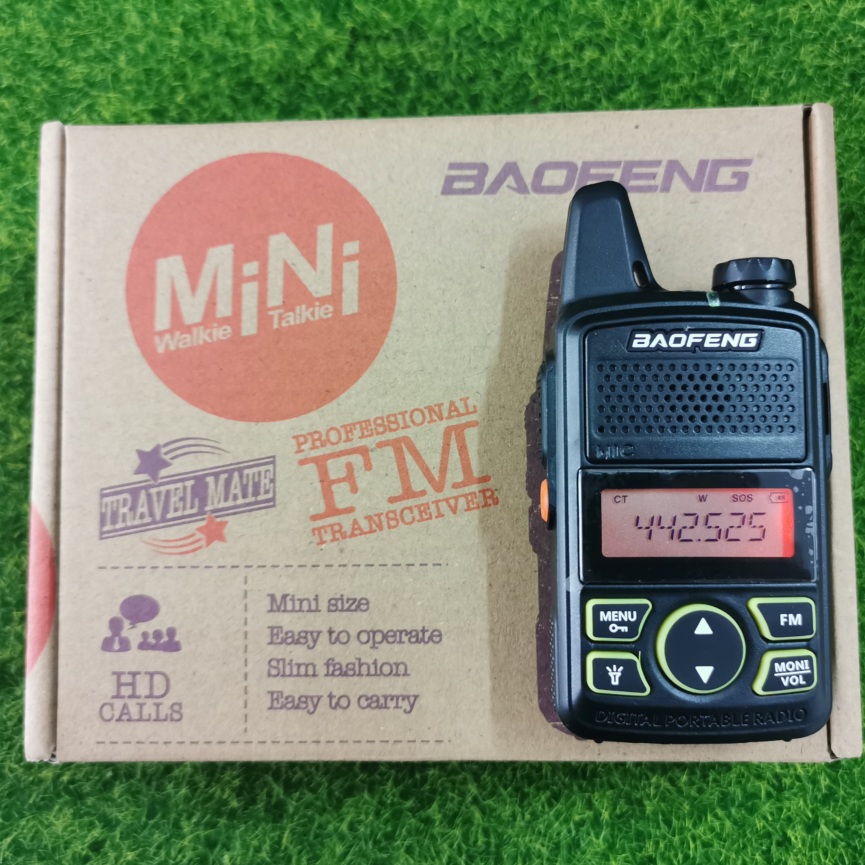 BAOFENG
MiNi
Walkie Talkie
PROFESSIONAL
FM
TRANSCEIVER
TRAVEL MATE
HD
CALLS
Mini size
Easy to operate
Slim fashion
Easy to carry
BAOFENG
MIC
CT W SOS
442.525
MENU
FM
MONI
VOL
DIGITAL PORTABLE RADIO